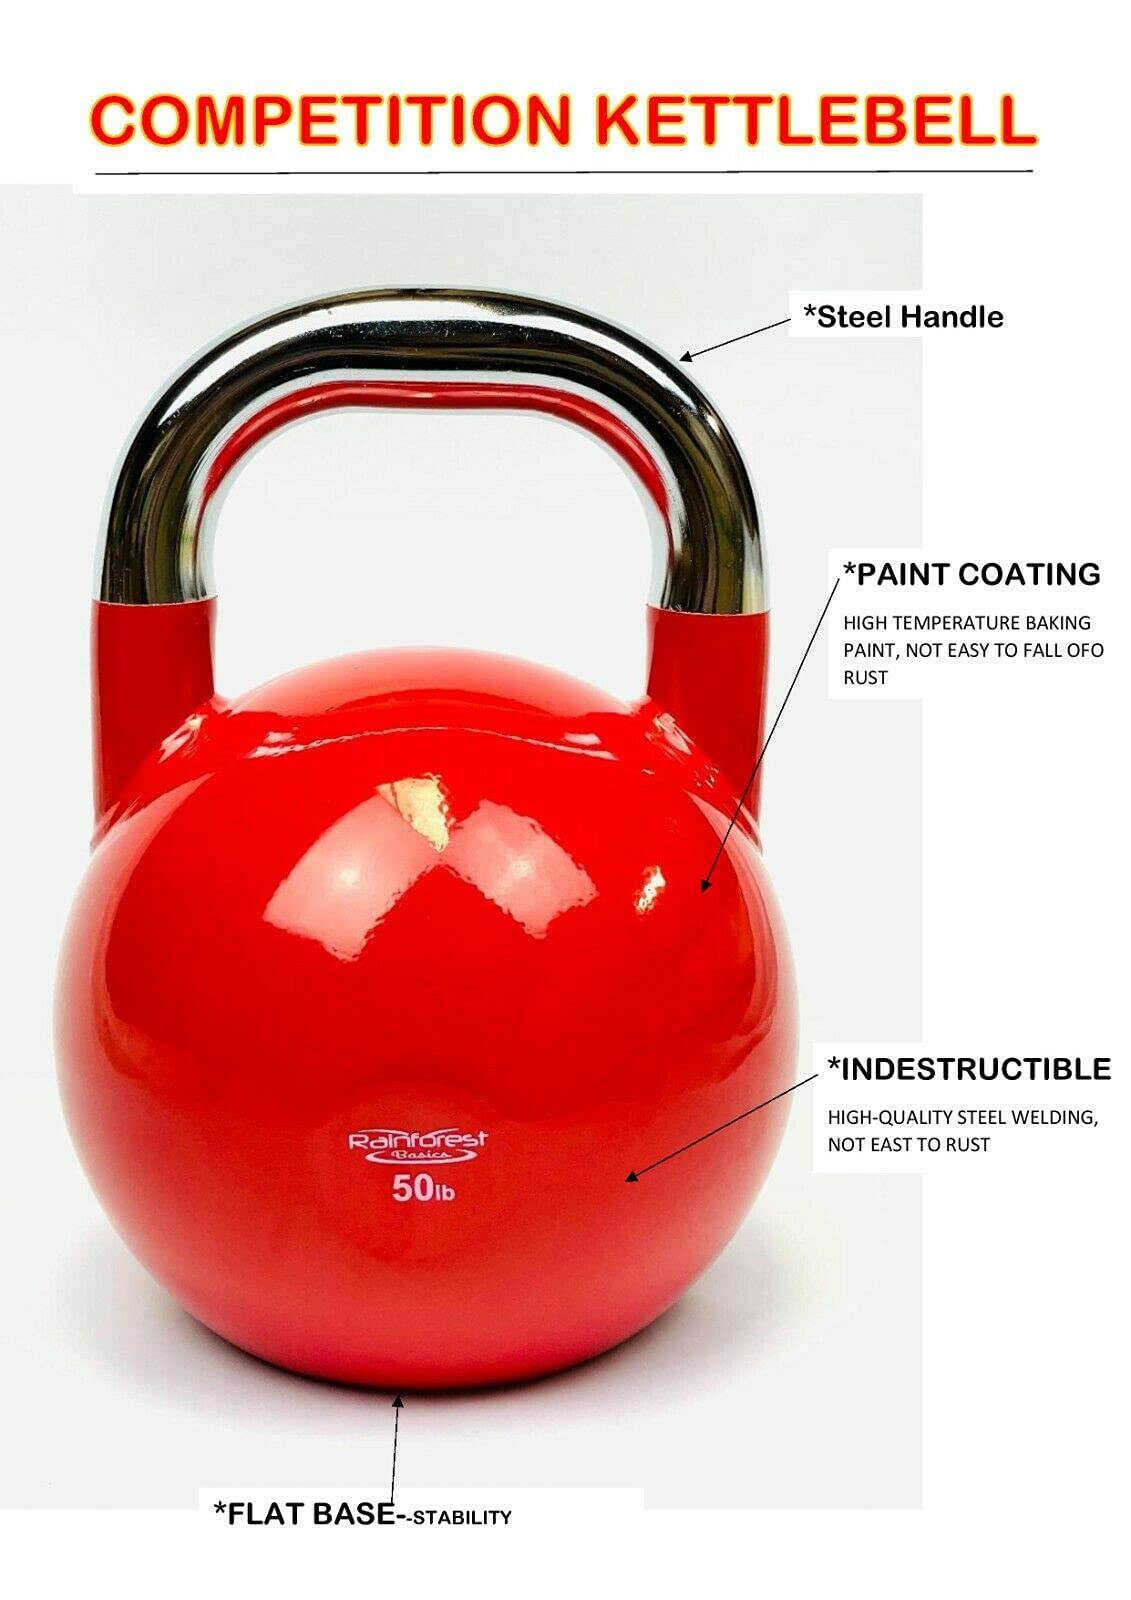 COMPETITION KETTLEBELL
*Steel Handle
*PAINT COATING
HIGH TEMPERATURE BAKING
PAINT, NOT EASY TO FALL OFO
RUST
*INDESTRUCTIBLE
HIGH-QUALITY STEEL WELDING,
NOT EAST TO RUST
Rainforest
Basics
50lb
*FLAT BASE--STABILITY